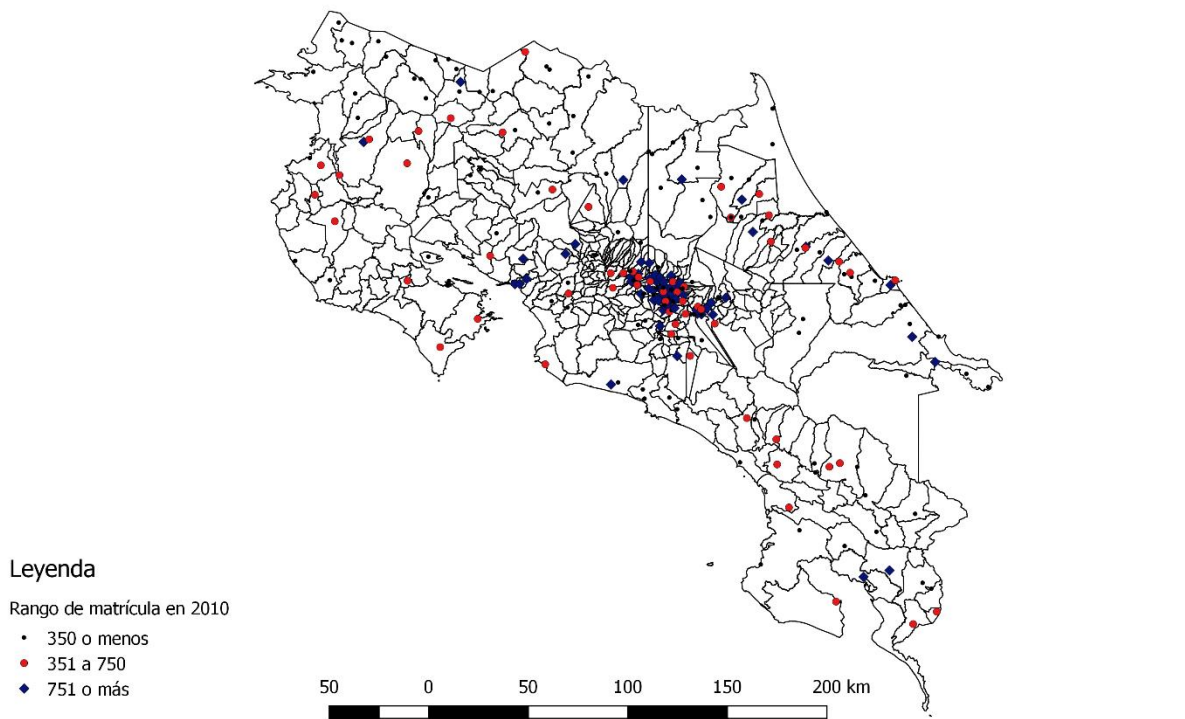 Leyenda
Rango de matrícula en 2010
350 o menos
351 a 750
751 o más
50 0 50 100 150 200 km